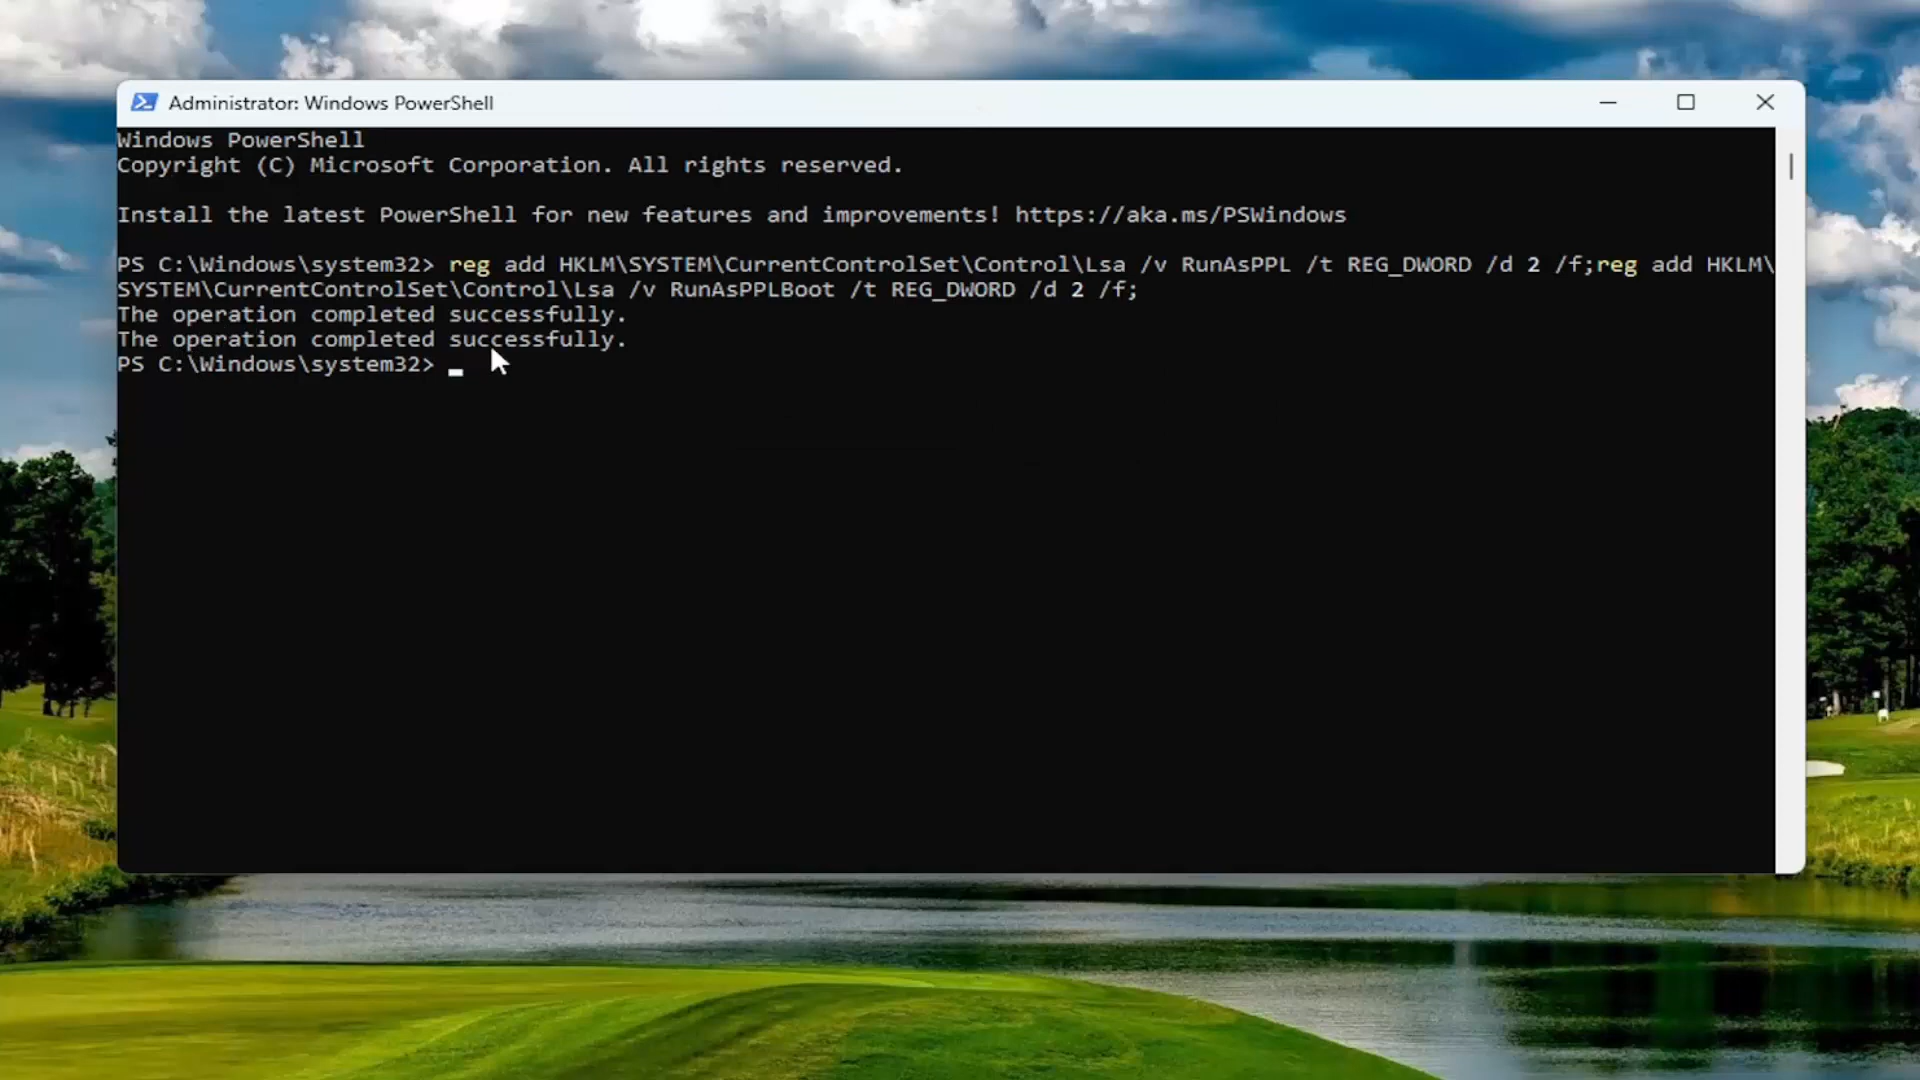 Administrator: Windows PowerShell
Windows PowerShell
Copyright (C) Microsoft Corporation. All rights reserved.
Install the latest PowerShell for new features and improvements! https://aka.ms/PSWindows
PS C:\Windows\system32> reg add HKLM\SYSTEM\CurrentControlSet\Control\Lsa /v RunAsPPL /t REG_DWORD /d 2 /f;reg add HKLM\
SYSTEM\CurrentControlSet\Control\Lsa /v RunAsPPLBoot /t REG_DWORD /d 2 /f;
The operation completed successfully.
The operation completed successfully.
PS C:\Windows\system32>